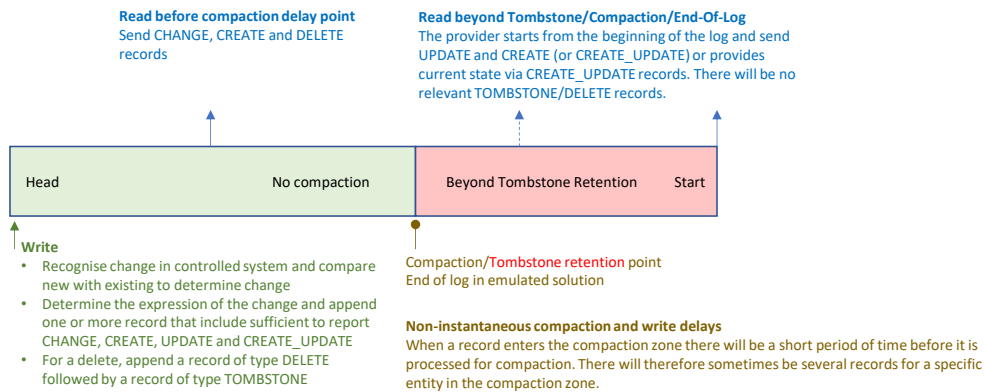 Read before compaction delay point
Send CHANGE, CREATE and DELETE
records
Read beyond Tombstone/Compaction/End-Of-Log
The provider starts from the beginning of the log and send
UPDATE and CREATE (or CREATE_UPDATE) or provides
current state via CREATE_UPDATE records. There will be no
relevant TOMBSTONE/DELETE records.
Head
No compaction
Beyond Tombstone Retention
Start
Write
• Recognise change in controlled system and compare
new with existing to determine change
• Determine the expression of the change and append
one or more record that include sufficient to report
CHANGE, CREATE, UPDATE and CREATE_UPDATE
• For a delete, append a record of type DELETE
followed by a record of type TOMBSTONE
Compaction/Tombstone retention point
End of log in emulated solution
Non-instantaneous compaction and write delays
When a record enters the compaction zone there will be a short period of time before it is
processed for compaction. There will therefore sometimes be several records for a specific
entity in the compaction zone.